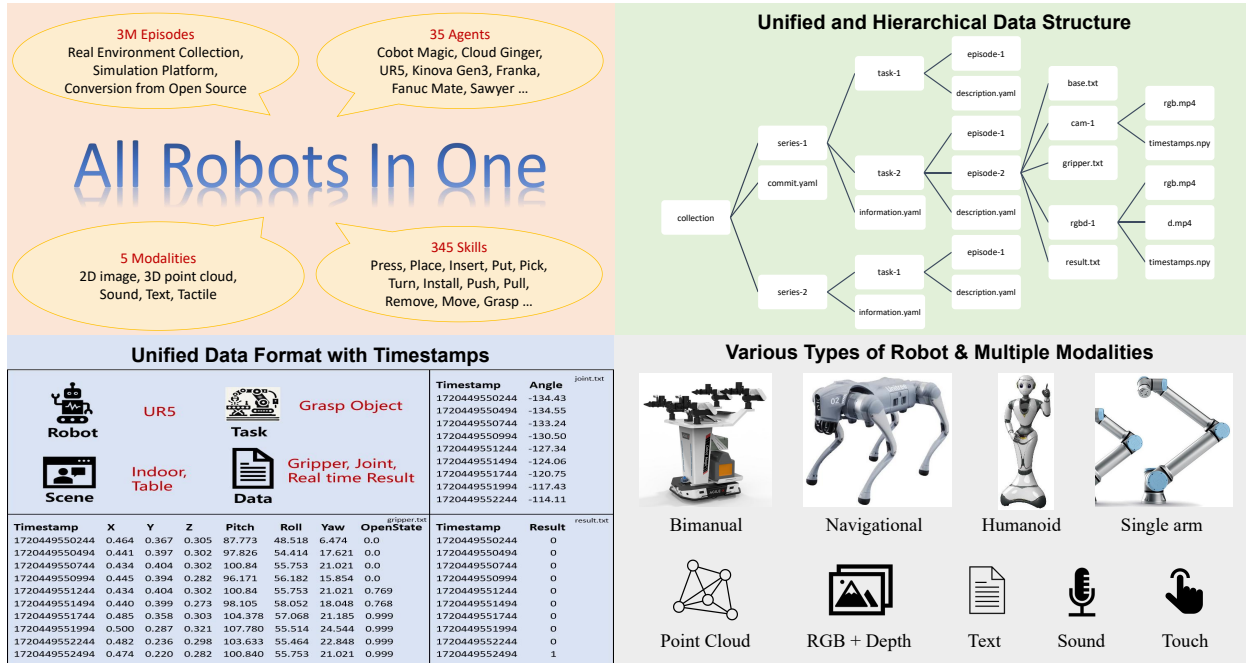 3M Episodes
Real Environment Collection,
Simulation Platform,
Conversion from Open Source
35 Agents
Cobot Magic, Cloud Ginger,
UR5, Kinova Gen3, Franka,
Fanuc Mate, Sawyer ...
All Robots In One
5 Modalities
2D image, 3D point cloud,
Sound, Text, Tactile
345 Skills
Press, Place, Insert, Put, Pick,
Turn, Install, Push, Pull,
Remove, Move, Grasp ...
Unified and Hierarchical Data Structure
collection
series-1
commit.yaml
series-2
task-1
task-2
information.yaml
task-1
information.yaml
episode-1
description.yaml
episode-1
episode-2
description.yaml
episode-1
description.yaml
base.txt
cam-1
gripper.txt
rgbd-1
result.txt
rgb.mp4
timestamps.npy
rgb.mp4
d.mp4
timestamps.npy
Unified Data Format with Timestamps
Robot
UR5
Task
Grasp Object
Scene
Indoor,
Table
Data
Gripper, Joint,
Real time Result
joint.txt
Timestamp Angle
1720449550244 -134.43
1720449550494 -134.55
1720449550744 -133.24
1720449550994 -130.50
1720449551244 -127.34
1720449551494 -124.06
1720449551744 -120.75
1720449551994 -117.43
1720449552244 -114.11
gripper.txt
Timestamp X Y Z Pitch Roll Yaw OpenState
1720449550244 0.464 0.367 0.305 87.773 48.518 6.474 0.0
1720449550494 0.441 0.397 0.302 97.826 54.414 17.621 0.0
1720449550744 0.434 0.404 0.302 100.84 55.753 21.021 0.0
1720449550994 0.445 0.394 0.282 96.171 56.182 15.854 0.0
1720449551244 0.434 0.404 0.302 100.84 55.753 21.021 0.769
1720449551494 0.440 0.399 0.273 98.105 58.052 18.048 0.768
1720449551744 0.485 0.358 0.303 104.378 57.068 21.185 0.999
1720449551994 0.500 0.287 0.321 107.780 55.514 24.544 0.999
1720449552244 0.482 0.236 0.298 103.633 55.464 22.848 0.999
1720449552494 0.474 0.220 0.282 100.840 55.753 21.021 0.999
result.txt
Timestamp Result
1720449550244 0
1720449550494 0
1720449550744 0
1720449550994 0
1720449551244 0
1720449551494 0
1720449551744 0
1720449551994 0
1720449552244 0
1720449552494 1
Various Types of Robot & Multiple Modalities
02
Bimanual
Navigational
Humanoid
Single arm
Point Cloud
RGB + Depth
Text
Sound
Touch